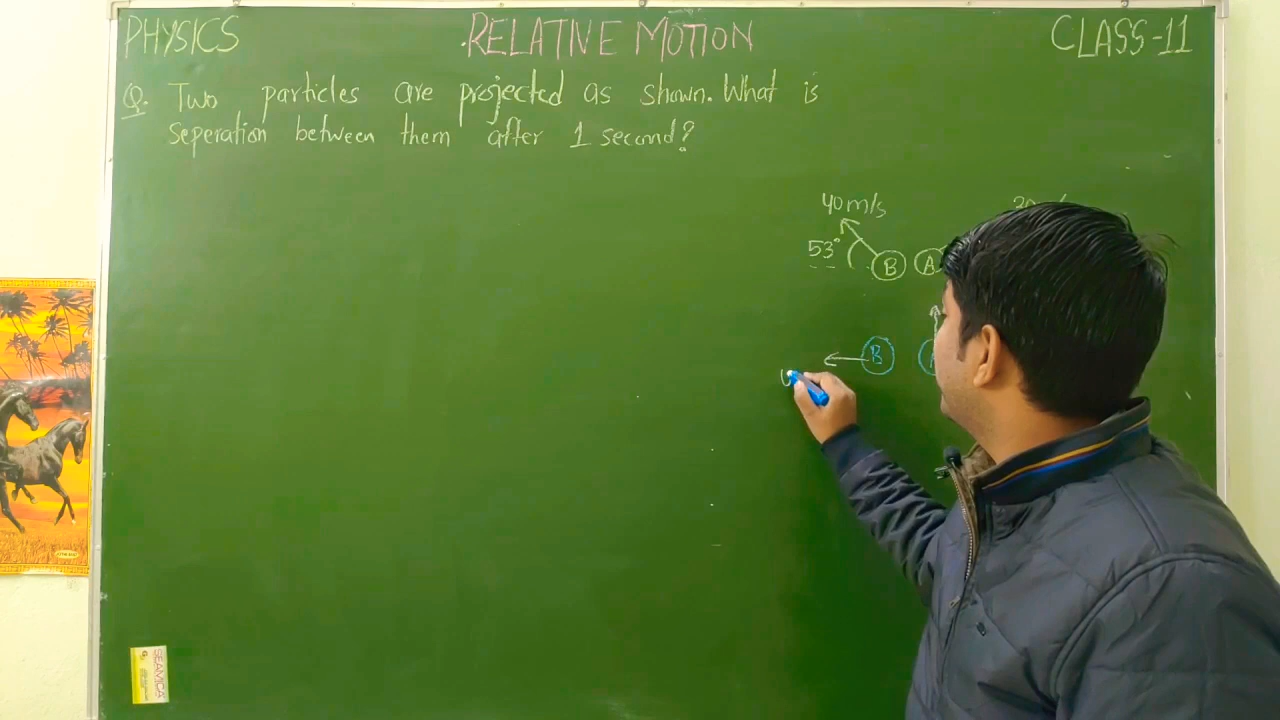 PHYSICS RELATIVE MOTION CLASS-11
Q. Two particles are projected as shown. What is
seperation between them after 1 second?
40 m/s
53°
B A
B
SEAMIDA